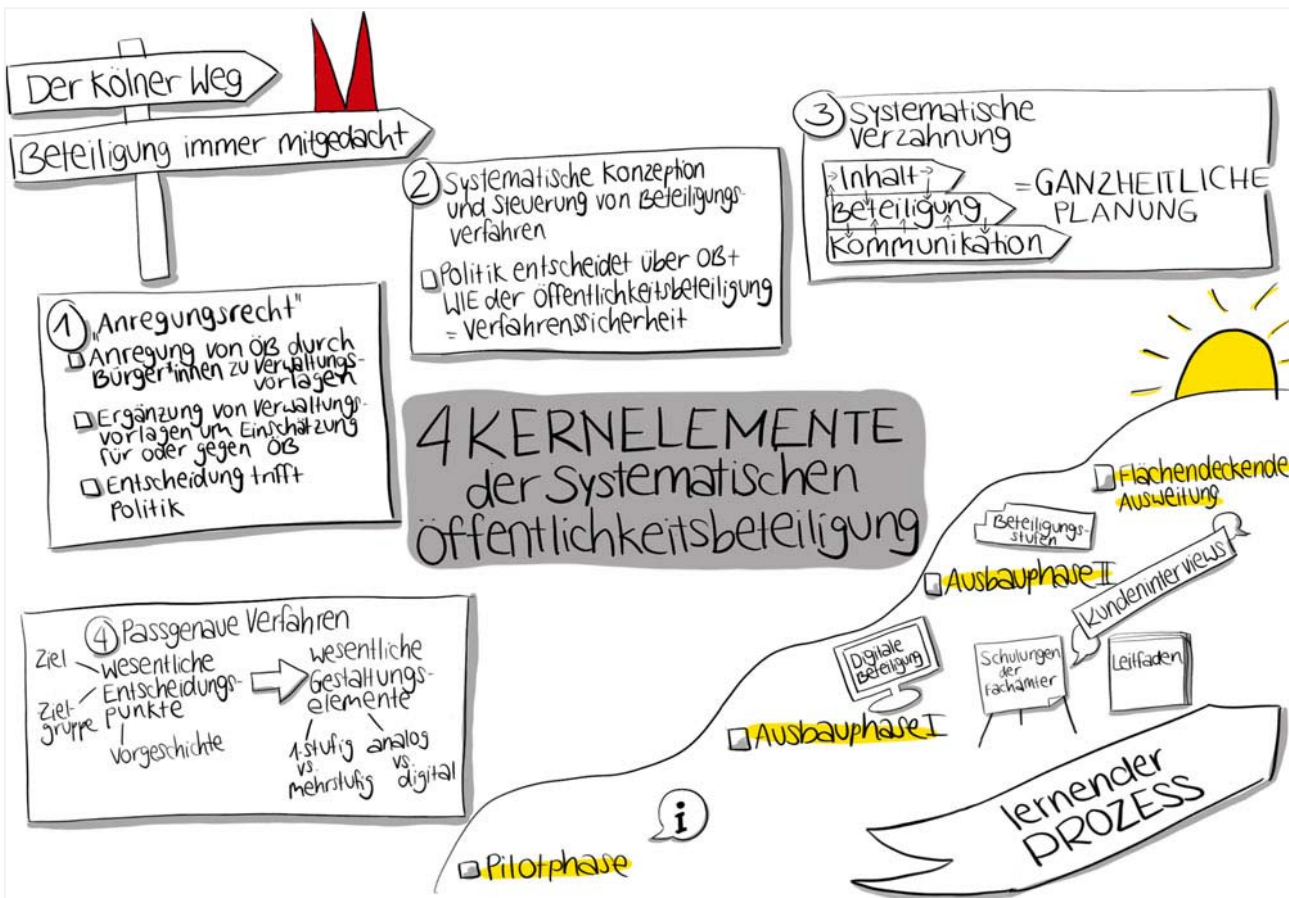 Der Kölner Weg
Beteiligung immer mitgedacht
1 "Anregungsrecht"
Anregung von ÖB durch
Bürger*innen zu Verwaltungs-
vorlagen
Ergänzung von Verwaltungs-
vorlagen um Einschätzung
für oder gegen ÖB
Entscheidung trifft
Politik
2 Systematische Konzeption
und Steuerung von Beteiligungs-
verfahren
Politik entscheidet über OB+
WIE der Öffentlichkeitsbeteiligung
= Verfahrenssicherheit
3 Systematische
Verzahnung
Inhalt
Beteiligung
Kommunikation
= GANZHEITLICHE
PLANUNG
4 KERNELEMENTE
der Systematischen
Öffentlichkeitsbeteiligung
4 Passgenaue Verfahren
Ziel
Ziel-
gruppe
wesentliche
Entscheidungs-
punkte
Vorgeschichte
wesentliche
Gestaltungs-
elemente
1-stufig
vs.
mehrstufig
analog
vs.
digital
Flächendeckende
Ausweitung
Beteiligungs-
stufen
Ausbauphase II
Kundeninterviews
Digitale
Beteiligung
Schulungen
der
Fachämter
Leitfaden
Ausbauphase I
i
Pilotphase
lernender
PROZESS